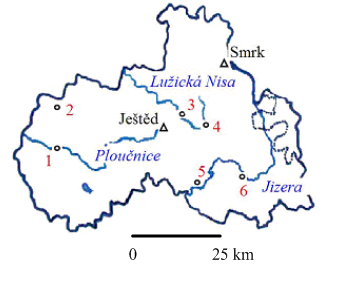 Smrk
Lužická Nisa
2
3
Ještěd
4
1
Ploučnice
5
6
Jizera
0 25 km